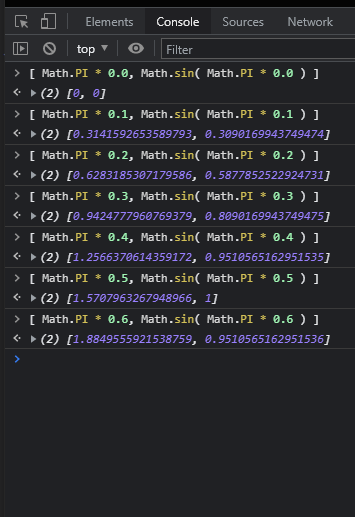 Elements Console Sources Network
top ▼ Filter
> [ Math.PI * 0.0, Math.sin( Math.PI * 0.0 ) ]
<· ▶ (2) [0, 0]
> [ Math.PI * 0.1, Math.sin( Math.PI * 0.1 ) ]
<· ▶ (2) [0.3141592653589793, 0.3090169943749474]
> [ Math.PI * 0.2, Math.sin( Math.PI * 0.2 ) ]
<· ▶ (2) [0.6283185307179586, 0.5877852522924731]
> [ Math.PI * 0.3, Math.sin( Math.PI * 0.3 ) ]
<· ▶ (2) [0.9424777960769379, 0.8090169943749475]
> [ Math.PI * 0.4, Math.sin( Math.PI * 0.4 ) ]
<· ▶ (2) [1.2566370614359172, 0.9510565162951535]
> [ Math.PI * 0.5, Math.sin( Math.PI * 0.5 ) ]
<· ▶ (2) [1.5707963267948966, 1]
> [ Math.PI * 0.6, Math.sin( Math.PI * 0.6 ) ]
<· ▶ (2) [1.8849555921538759, 0.9510565162951536]
>